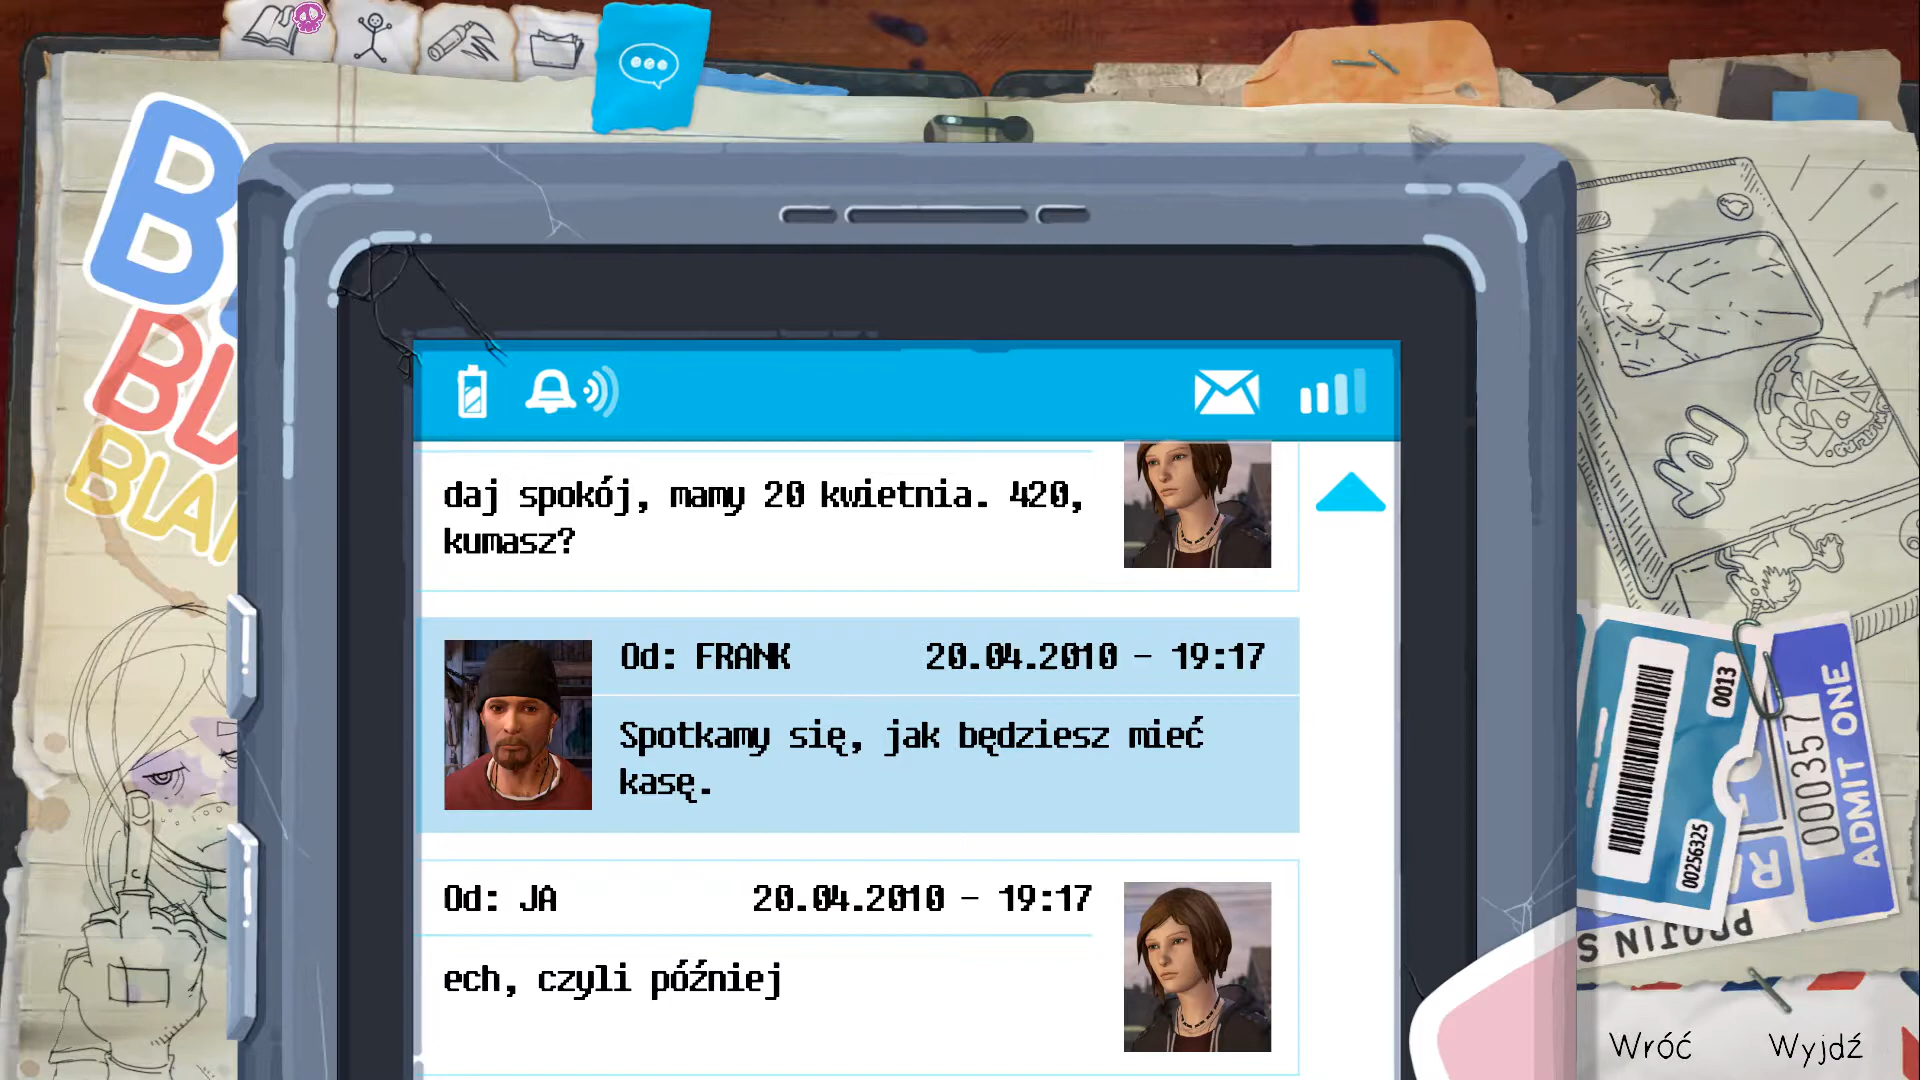 daj spokój, mamy 20 kwietnia. 420,
kumasz?
Od: FRANK 20.04.2010 - 19:17
Spotkamy się, jak będziesz mieć
kasę.
Od: JA 20.04.2010 - 19:17
ech, czyli później
0013
00256325
000357
ADMIT ONE
Wróć Wyjdź